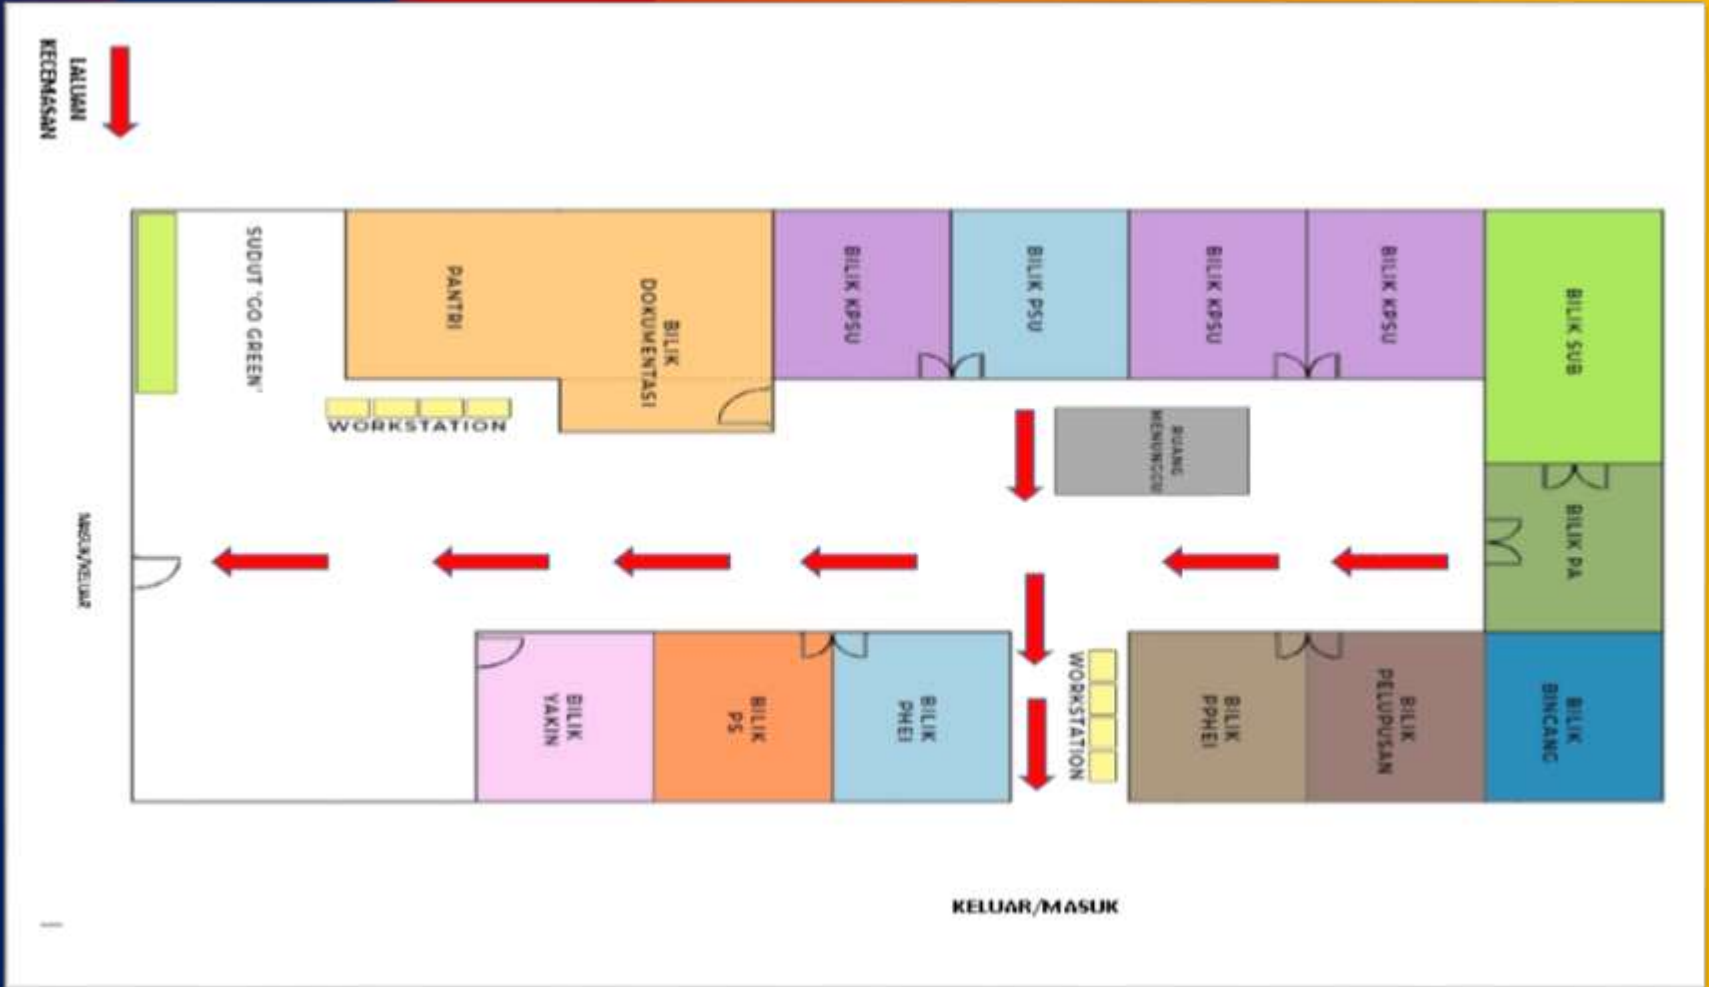 LALUAN
KECEMASAN
SUDUT 'GO GREEN'
PANTRI
BILIK
DOKUMENTASI
BILIK KPSU
BILIK PSU
BILIK KPSU
BILIK KPSU
BILIK SUB
WORKSTATION
RUANG
MENUNGGU
BILIK PA
MASUK/KELUAR
BILIK
YAKIN
BILIK
PS
BILIK
PHEI
WORKSTATION
BILIK
PPHEI
BILIK
PELUPUSAN
BILIK
BINCANG
KELUAR/MASUK